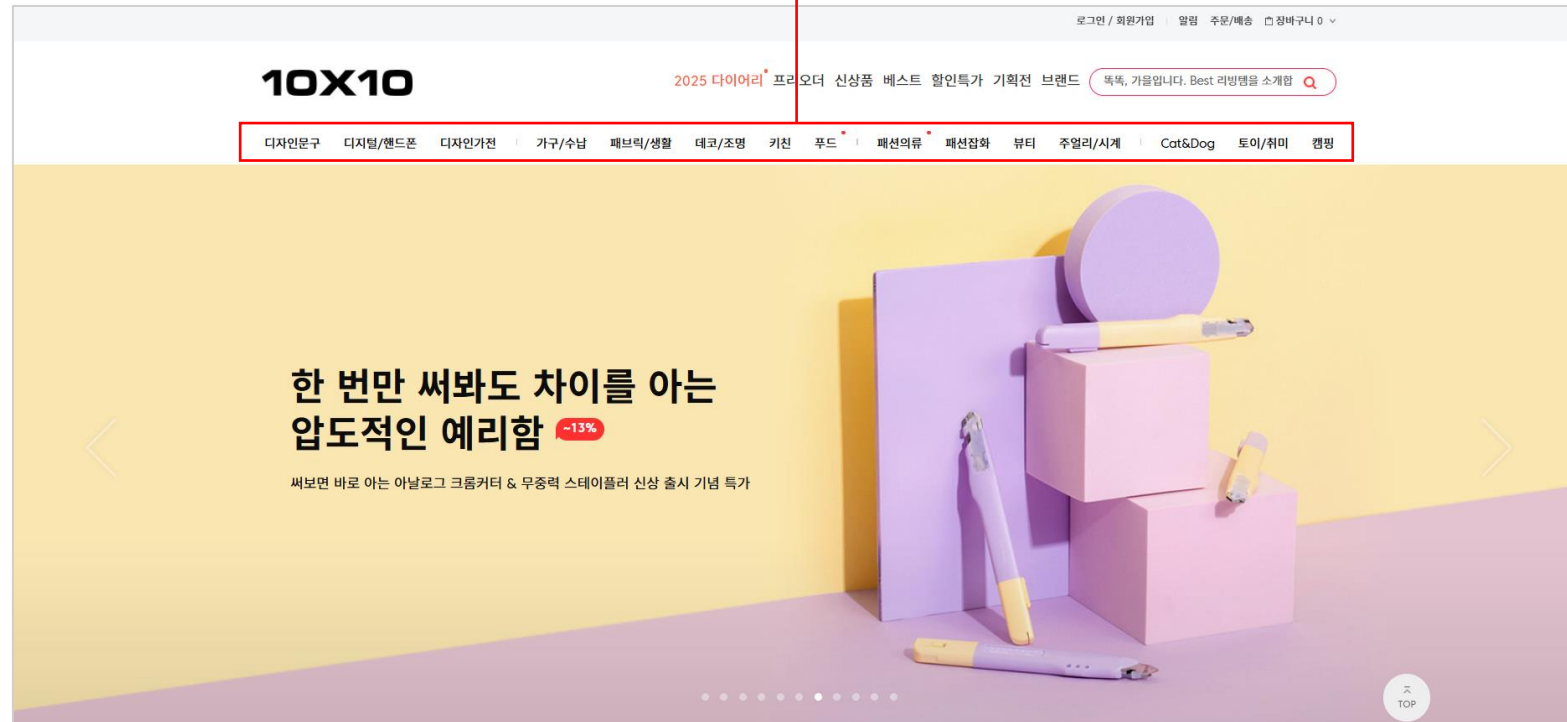 로그인 / 회원가입 알림 주문/배송 장바구니 0
10X10
2025 다이어리 프리오더 신상품 베스트 할인특가 기획전 브랜드 똑똑, 가을입니다. Best 리빙템을 소개합
디자인문구 디지털/핸드폰 디자인가전 가구/수납 패브릭/생활 데코/조명 키친 푸드 패션의류 패션잡화 뷰티 주얼리/시계 Cat&Dog 토이/취미 캠핑
한 번만 써봐도 차이를 아는
압도적인 예리함 ~13%
써보면 바로 아는 아날로그 크롬커터 & 무중력 스테이플러 신상 출시 기념 특가
TOP